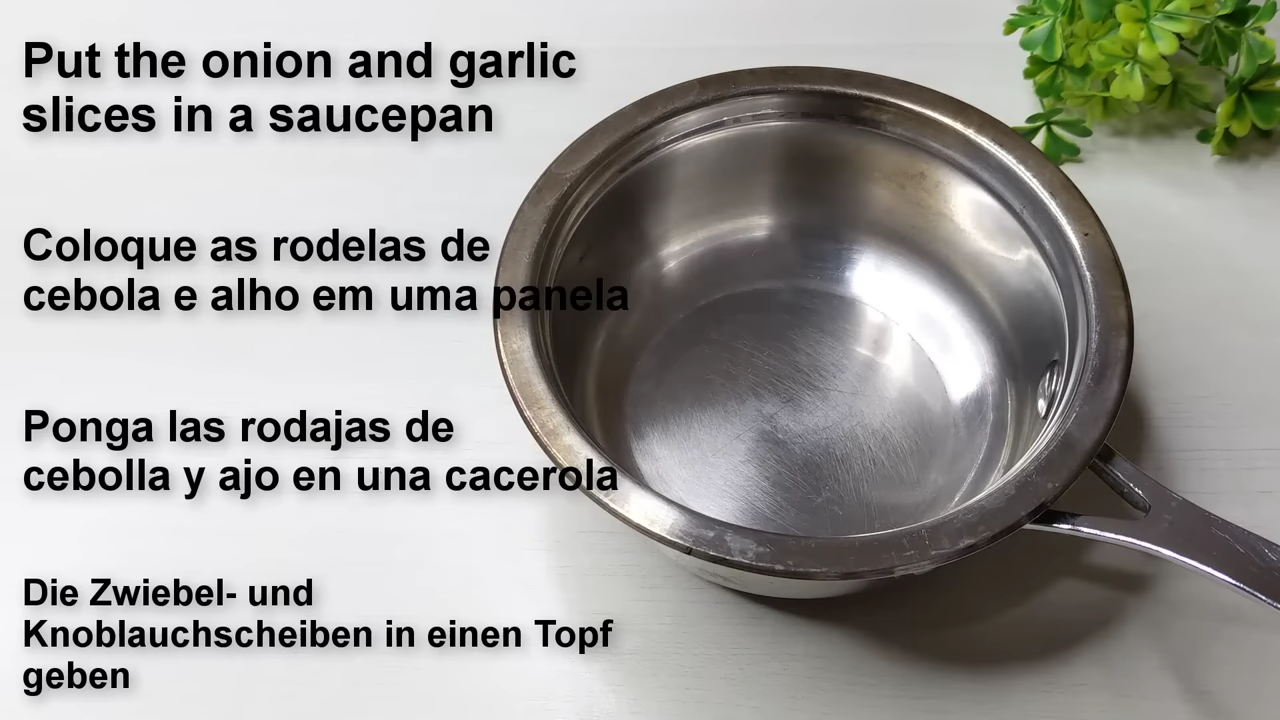 Put the onion and garlic
slices in a saucepan
Coloque as rodelas de
cebola e alho em uma panela
Ponga las rodajas de
cebolla y ajo en una cacerola
Die Zwiebel- und
Knoblauchscheiben in einen Topf
geben